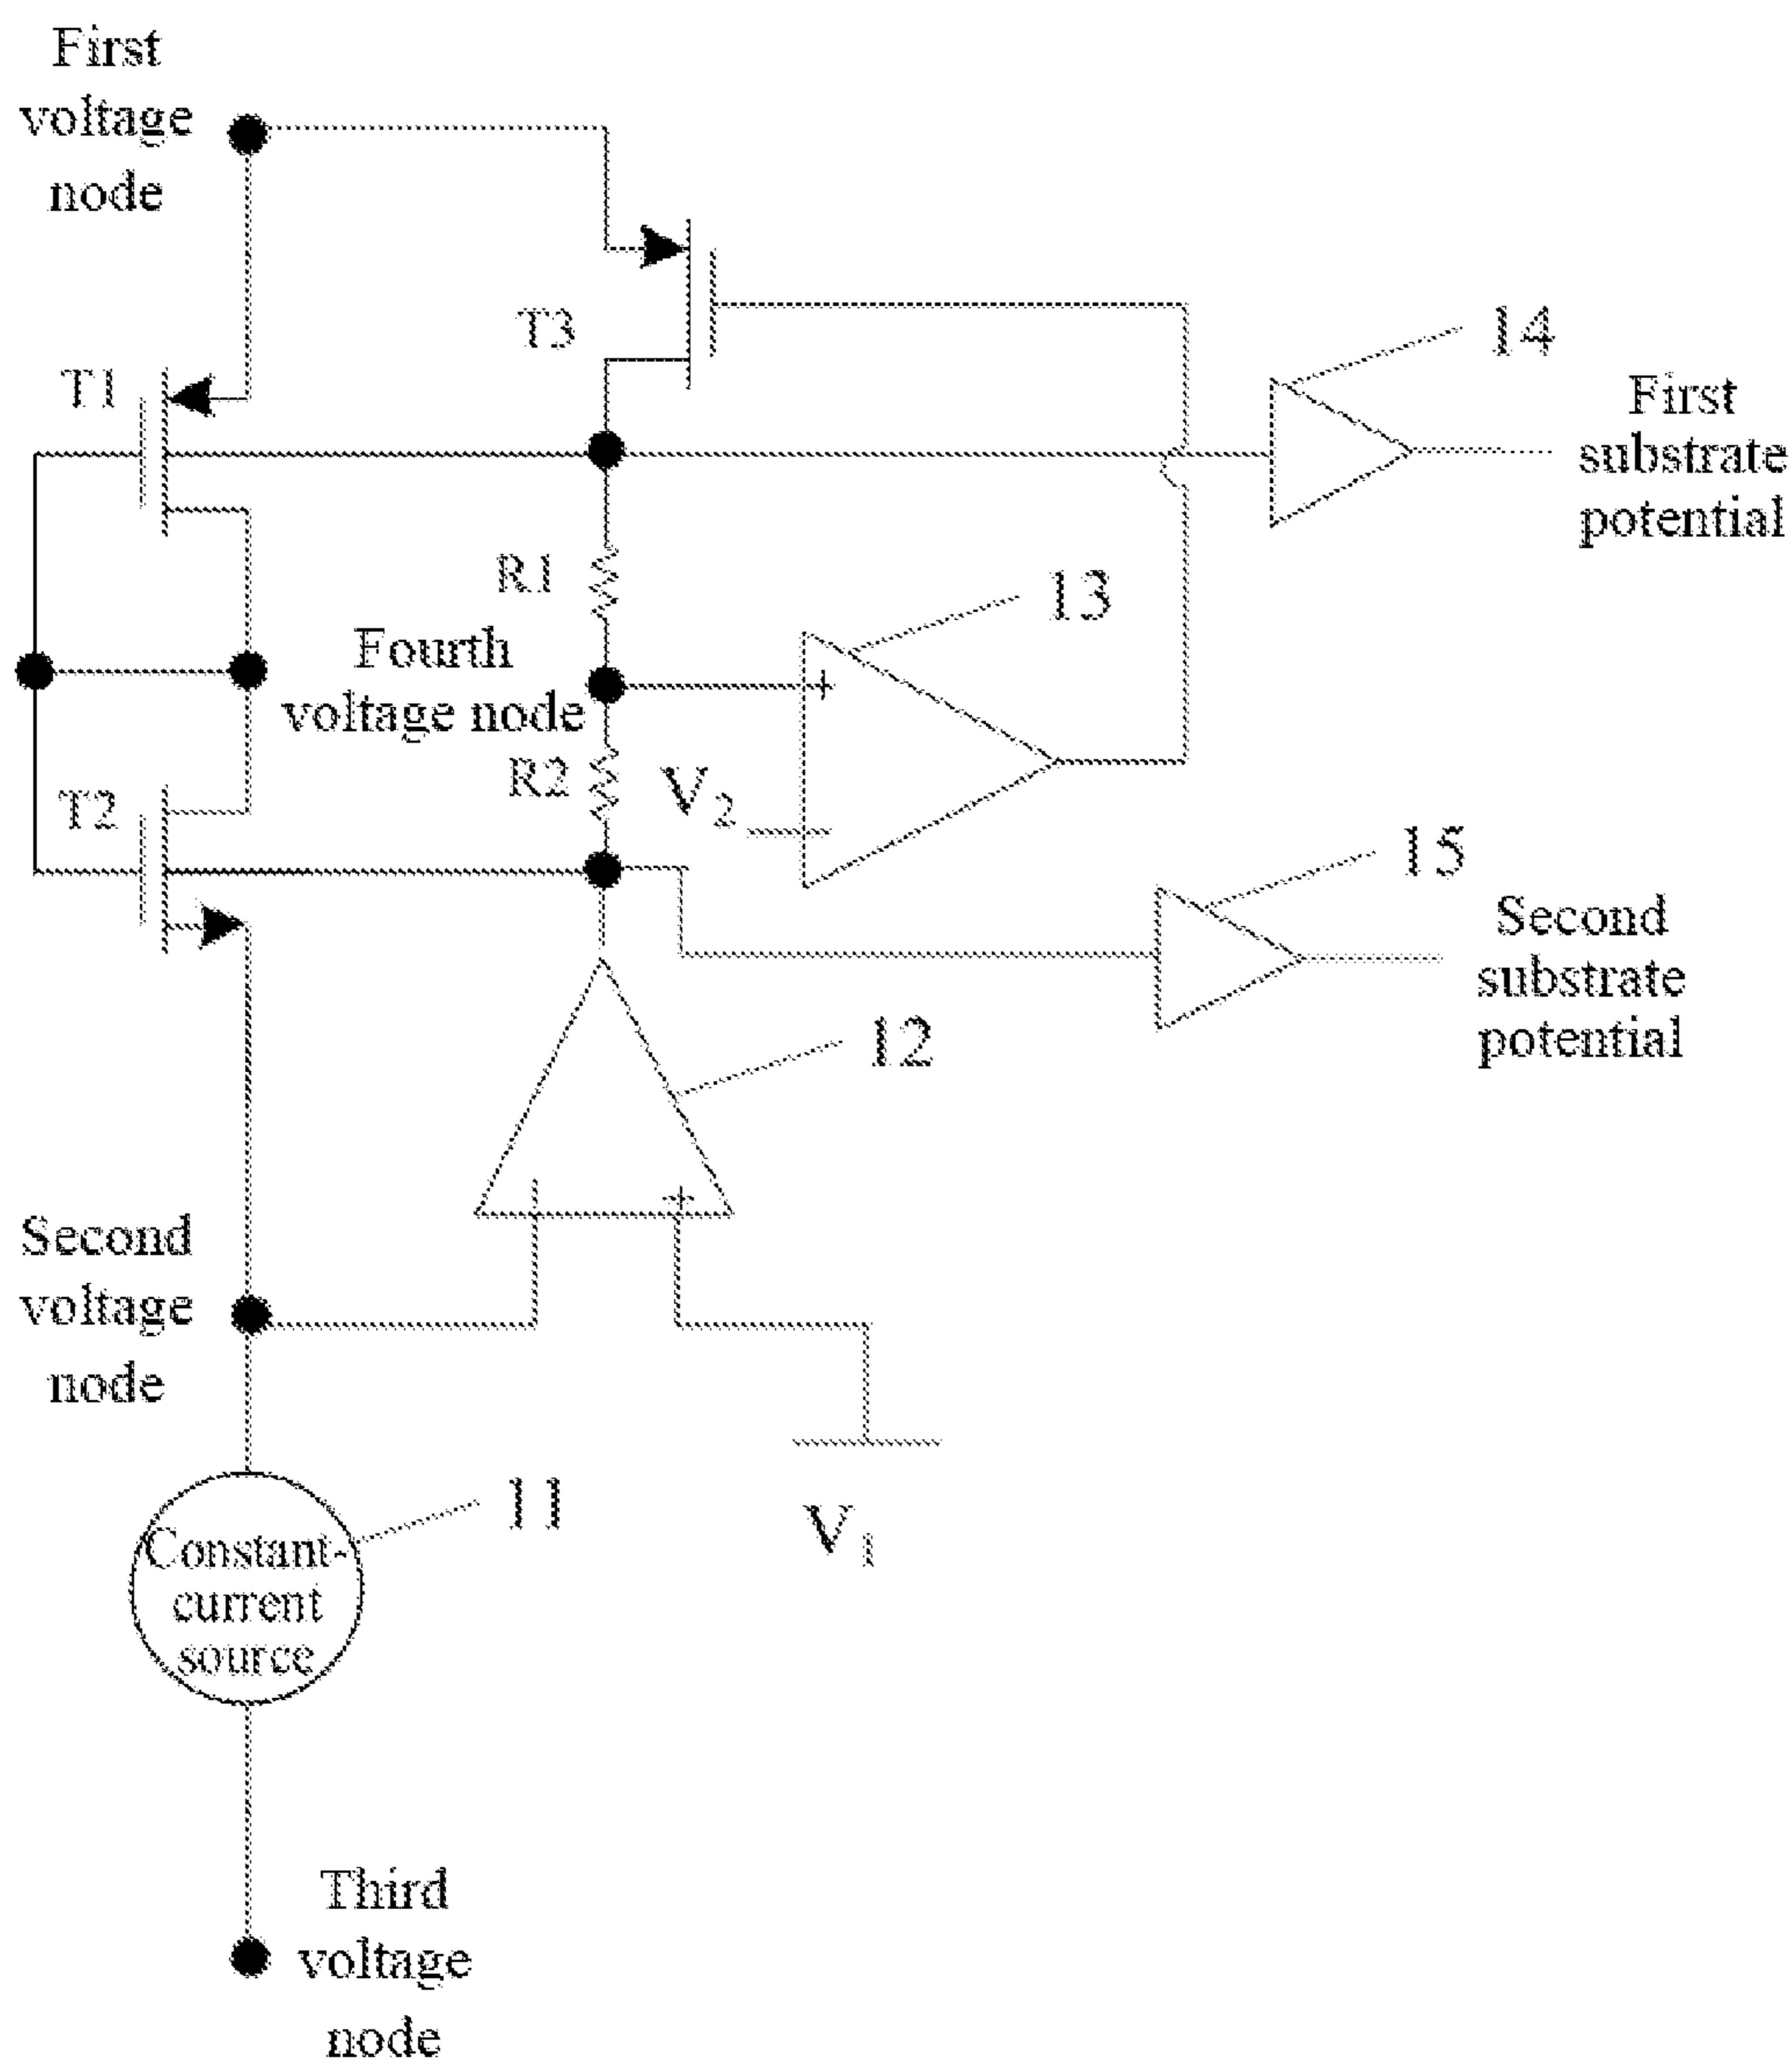 First
voltage
node
T3
14
T1
First
substrate
potential
R1
13
Fourth
voltage node
+
R2
V2
T2
15
Second
substrate
potential
12
+
Second
voltage
node
11
Constant-
current
source
V1
Third
voltage
node